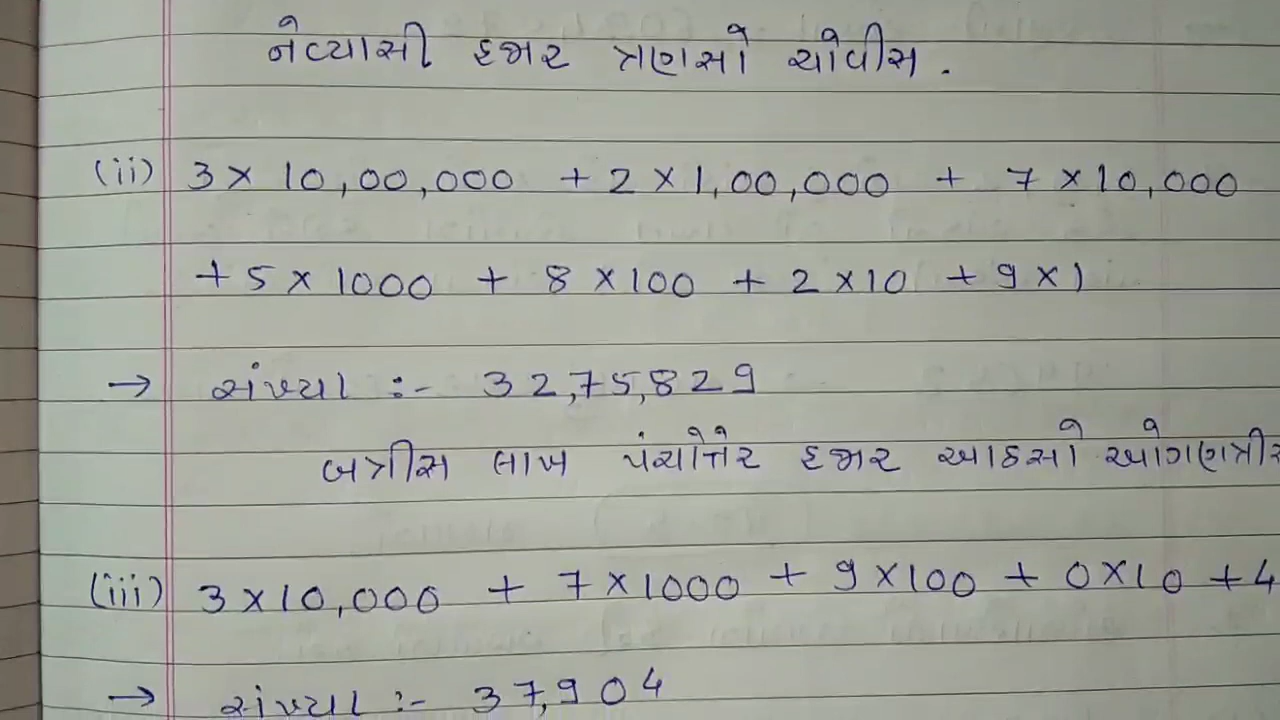 નેવ્યાસી હજાર ત્રણસો ચોવીસ.
(ii) 3 × 10,00,000 + 2 × 1,00,000 + 7 × 10,000
+ 5 × 1000 + 8 × 100 + 2 × 10 + 9 × 1
→ સંખ્યા :- 32,75,829
બત્રીસ લાખ પંચોત્તેર હજાર આઠસો ઓગણત્રીસ
(iii) 3 × 10,000 + 7 × 1000 + 9 × 100 + 0 × 10 + 4
→ સંખ્યા :- 37,904